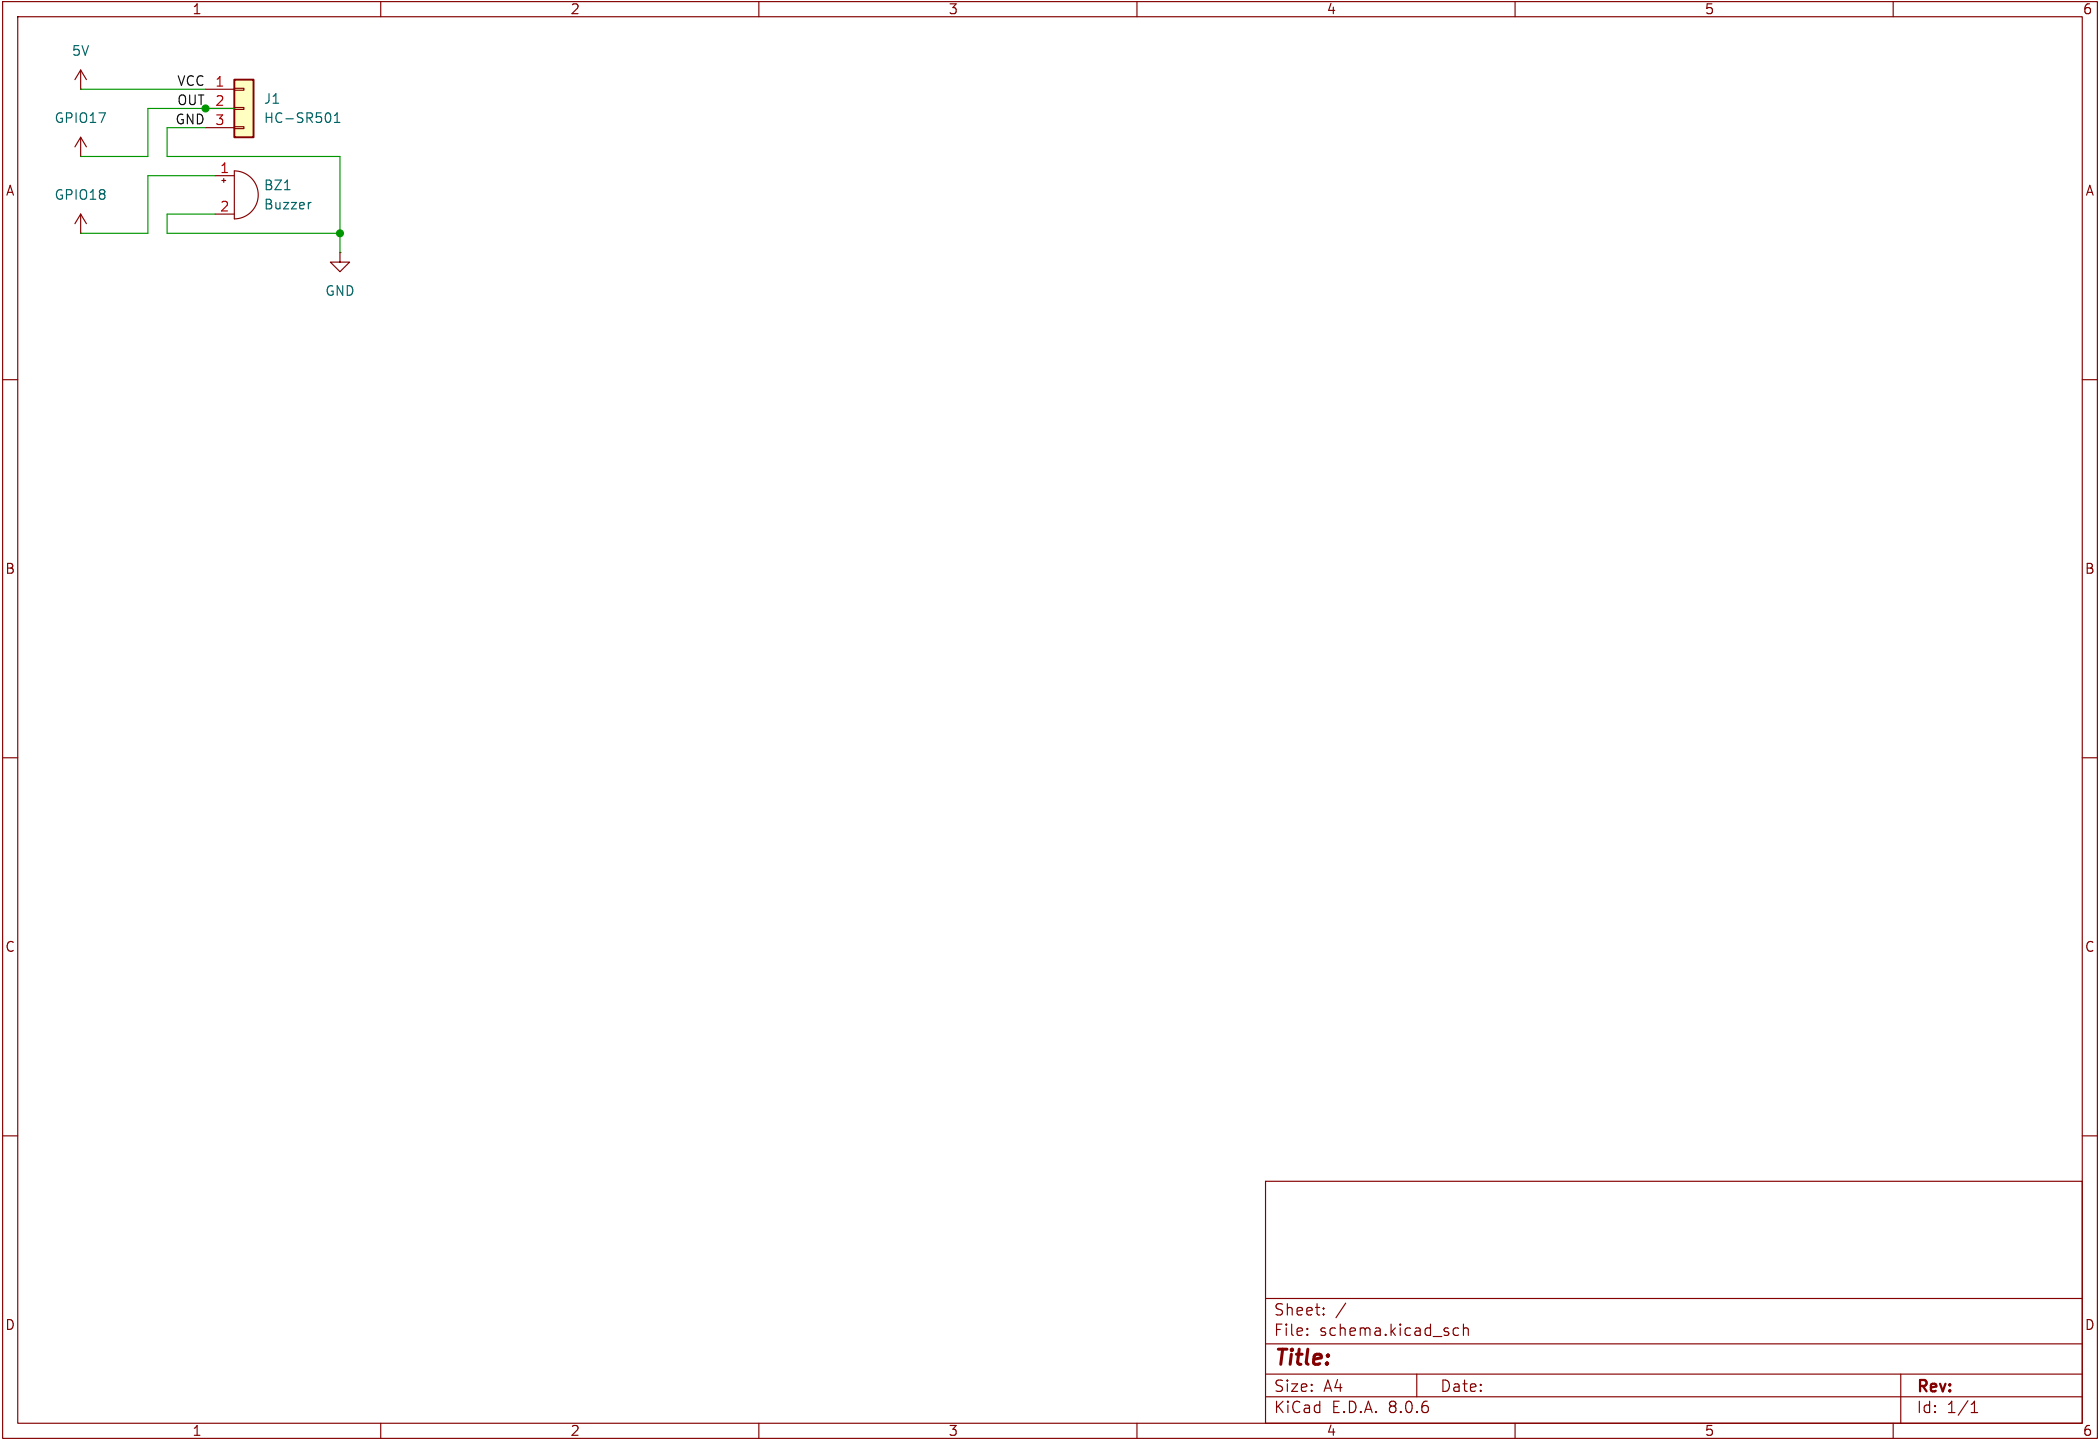 1 2 3 4 5 6
5V
VCC 1
OUT 2
GND 3
J1
HC-SR501
GPIO17
1
+
2
BZ1
Buzzer
GPIO18
GND
A A
B B
C C
D D
Sheet: /
File: schema.kicad_sch
Title:
Size: A4 Date: Rev:
KiCad E.D.A. 8.0.6 Id: 1/1
1 2 3 4 5 6